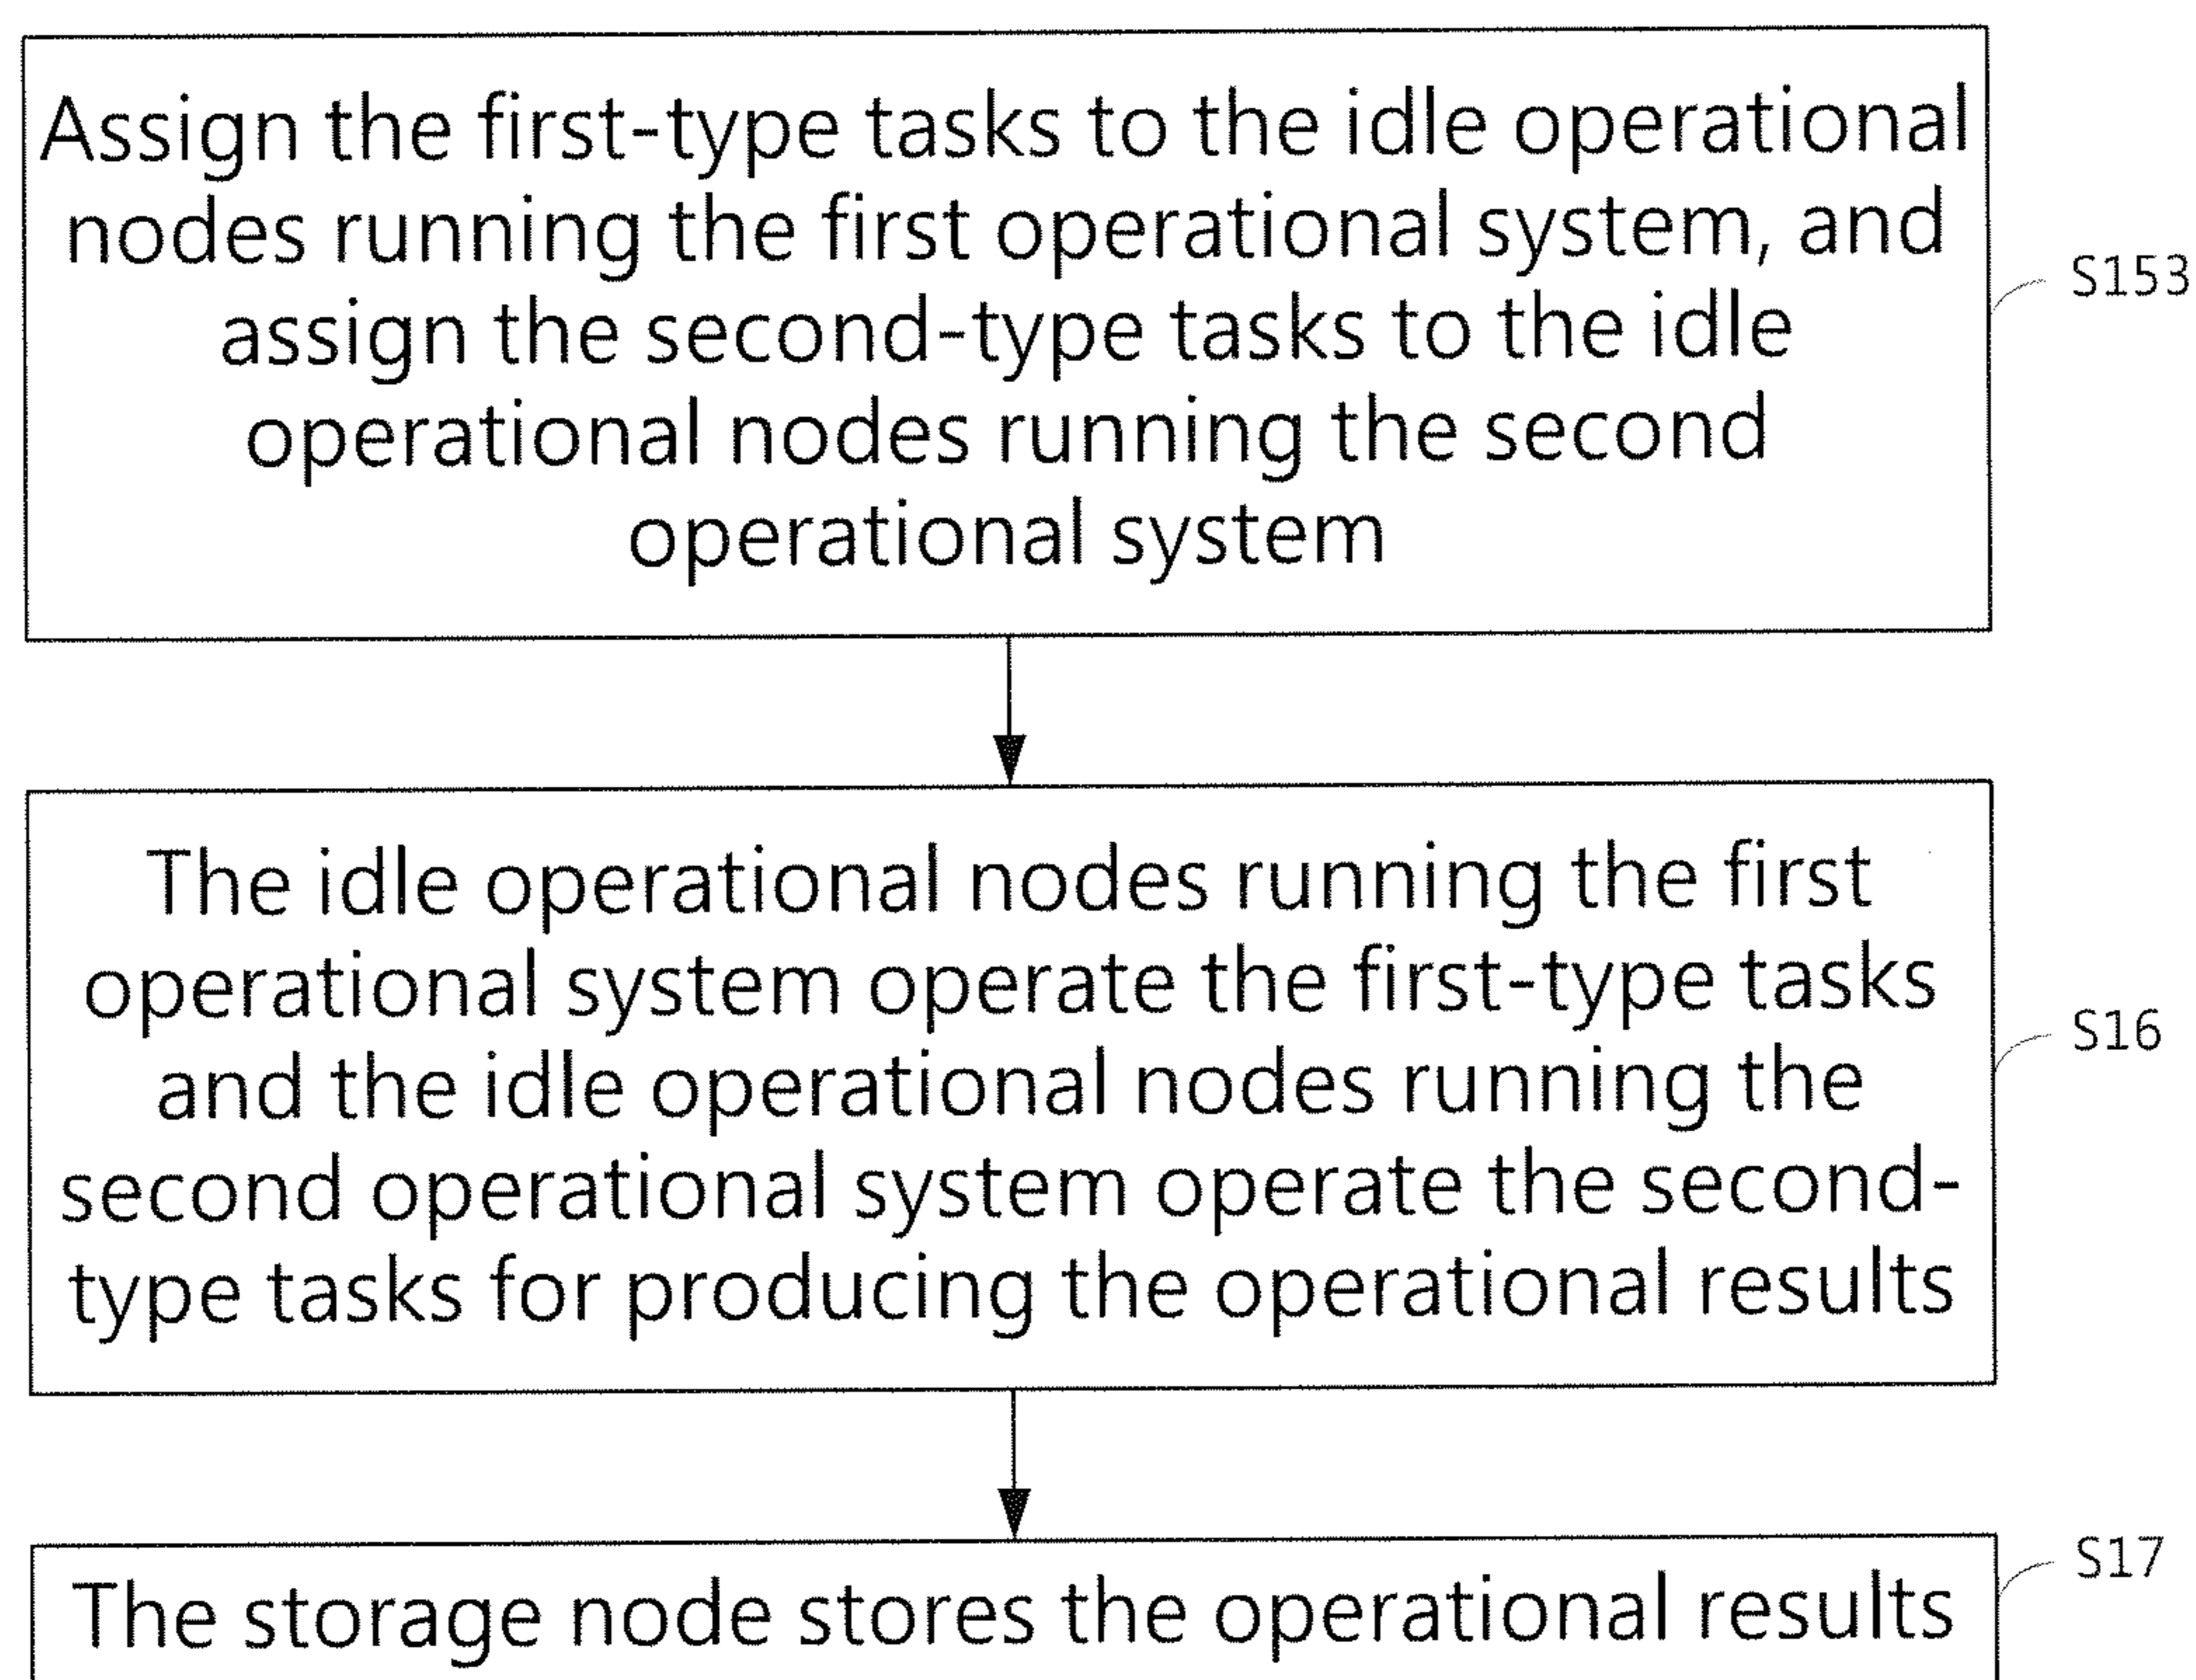 Assign the first-type tasks to the idle operational
nodes running the first operational system, and
assign the second-type tasks to the idle
operational nodes running the second
operational system
S153
The idle operational nodes running the first
operational system operate the first-type tasks
and the idle operational nodes running the
second operational system operate the second-
type tasks for producing the operational results
S16
The storage node stores the operational results
S17